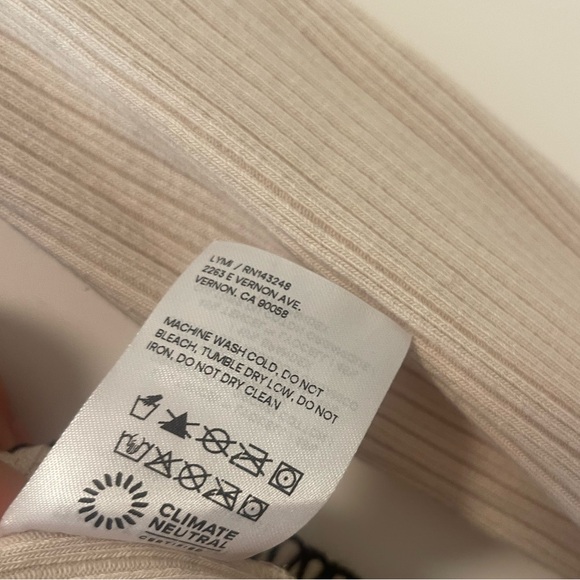 LYMI / RN143248
2263 E VERNON AVE.
VERNON, CA 90058
MACHINE WASH COLD, DO NOT
BLEACH, TUMBLE DRY LOW, DO NOT
IRON, DO NOT DRY CLEAN
CLIMATE
NEUTRAL
CERTIFIED